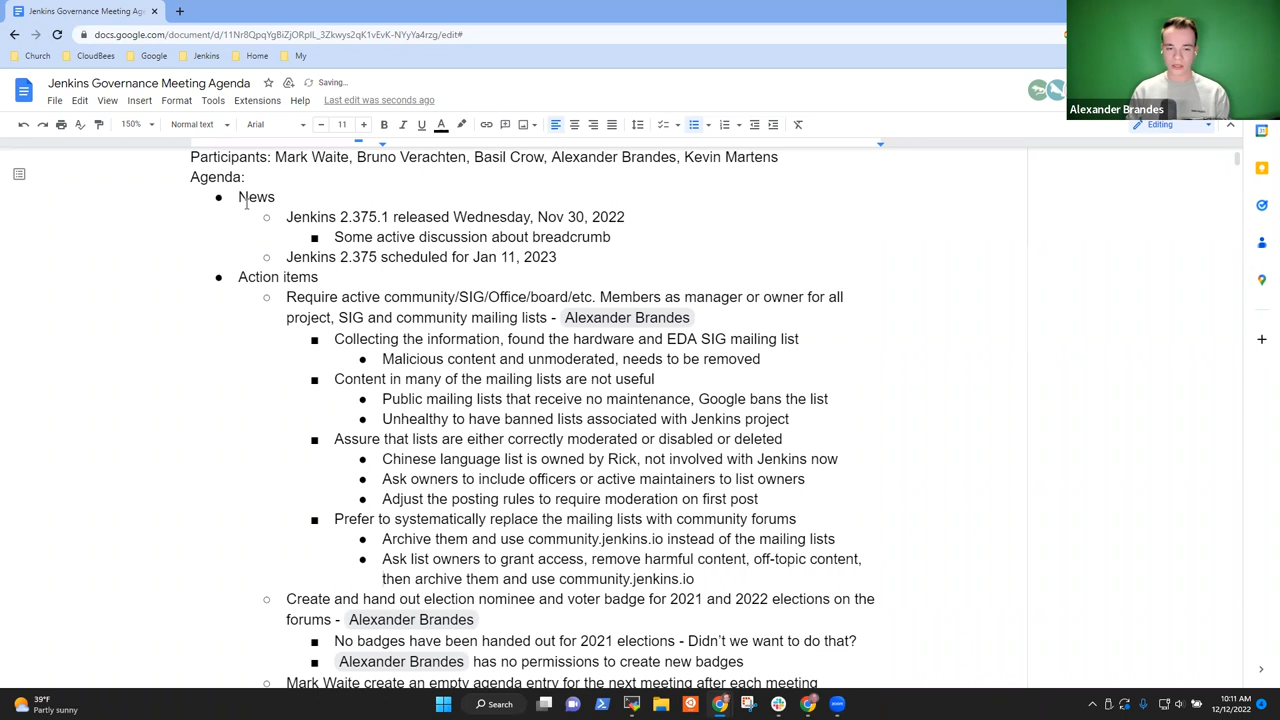 Jenkins Governance Meeting Agen
docs.google.com/document/d/11Nr8QpqYgBiZjORpIL_3Zkwys2qK1vEvK-NYyYa4rzg/edit#
Church
CloudBees
Google
Jenkins
Home
My
Jenkins Governance Meeting Agenda
Saving...
File Edit View Insert Format Tools Extensions Help Last edit was seconds ago
150% Normal text Arial 11 Editing
Alexander Brandes
Participants: Mark Waite, Bruno Verachten, Basil Crow, Alexander Brandes, Kevin Martens
Agenda:
News
Jenkins 2.375.1 released Wednesday, Nov 30, 2022
Some active discussion about breadcrumb
Jenkins 2.375 scheduled for Jan 11, 2023
Action items
Require active community/SIG/Office/board/etc. Members as manager or owner for all
project, SIG and community mailing lists - Alexander Brandes
Collecting the information, found the hardware and EDA SIG mailing list
Malicious content and unmoderated, needs to be removed
Content in many of the mailing lists are not useful
Public mailing lists that receive no maintenance, Google bans the list
Unhealthy to have banned lists associated with Jenkins project
Assure that lists are either correctly moderated or disabled or deleted
Chinese language list is owned by Rick, not involved with Jenkins now
Ask owners to include officers or active maintainers to list owners
Adjust the posting rules to require moderation on first post
Prefer to systematically replace the mailing lists with community forums
Archive them and use community.jenkins.io instead of the mailing lists
Ask list owners to grant access, remove harmful content, off-topic content,
then archive them and use community.jenkins.io
Create and hand out election nominee and voter badge for 2021 and 2022 elections on the
forums - Alexander Brandes
No badges have been handed out for 2021 elections - Didn't we want to do that?
Alexander Brandes has no permissions to create new badges
Mark Waite create an empty agenda entry for the next meeting after each meeting
39°F
Partly sunny
Search
10:11 AM
12/12/2022